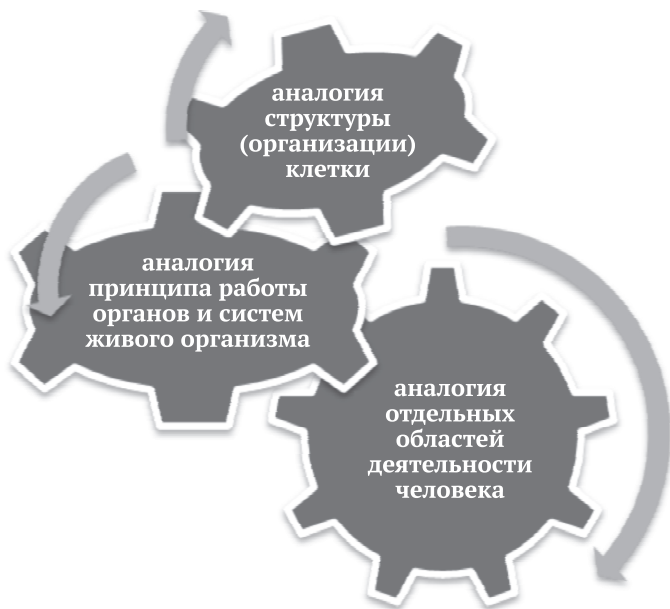 аналогия
структуры
(организации)
клетки
аналогия
принципа работы
органов и систем
живого организма
аналогия
отдельных
областей
деятельности
человека